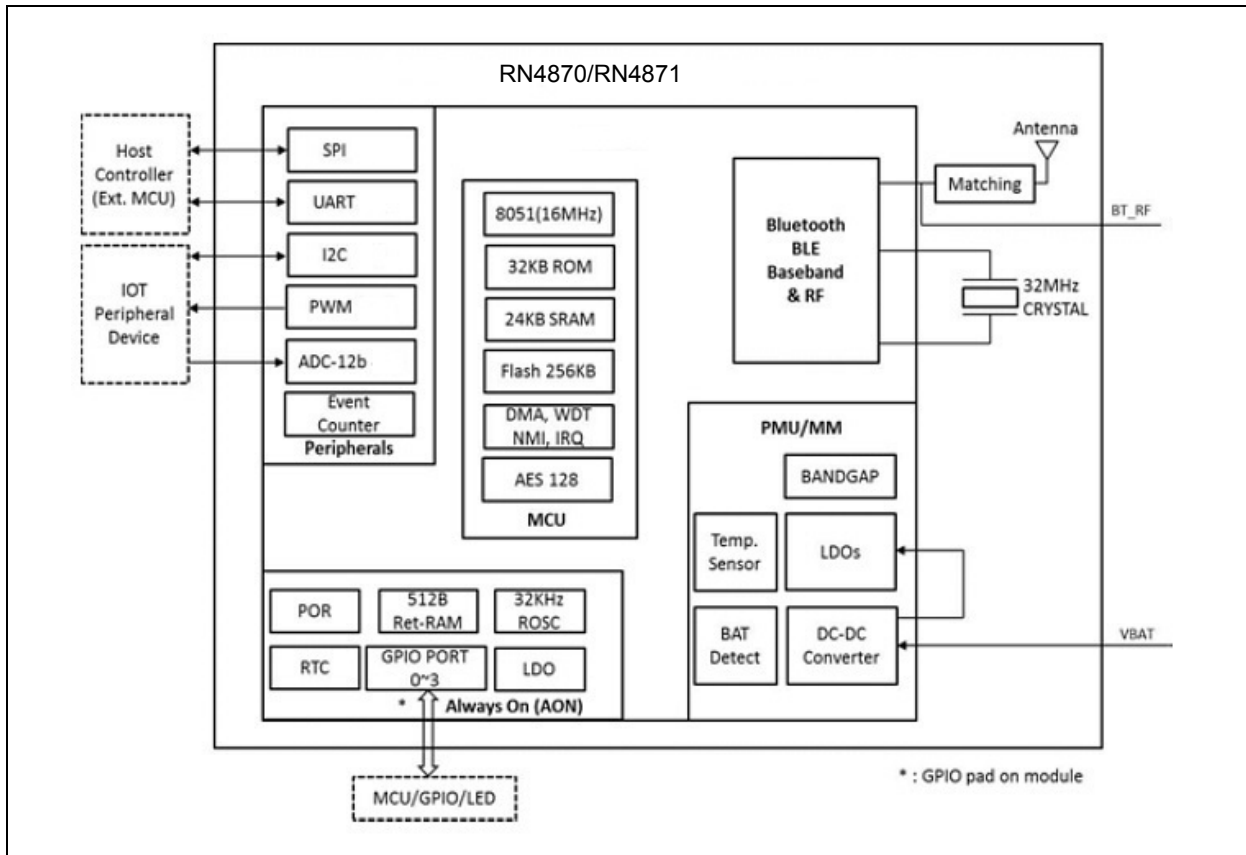 RN4870/RN4871
Host
Controller
(Ext. MCU)
IOT
Peripheral
Device
SPI
UART
I2C
PWM
ADC-12b
Event
Counter
Peripherals
8051(16MHz)
32KB ROM
24KB SRAM
Flash 256KB
DMA, WDT
NMI, IRQ
AES 128
MCU
Bluetooth
BLE
Baseband
& RF
Antenna
Matching
BT_RF
32MHz
CRYSTAL
PMU/MM
BANDGAP
Temp.
Sensor
LDOs
BAT
Detect
DC-DC
Converter
VBAT
POR
512B
Ret-RAM
32KHz
ROSC
RTC
GPIO PORT
0~3
LDO
* Always On (AON)
MCU/GPIO/LED
* : GPIO pad on module